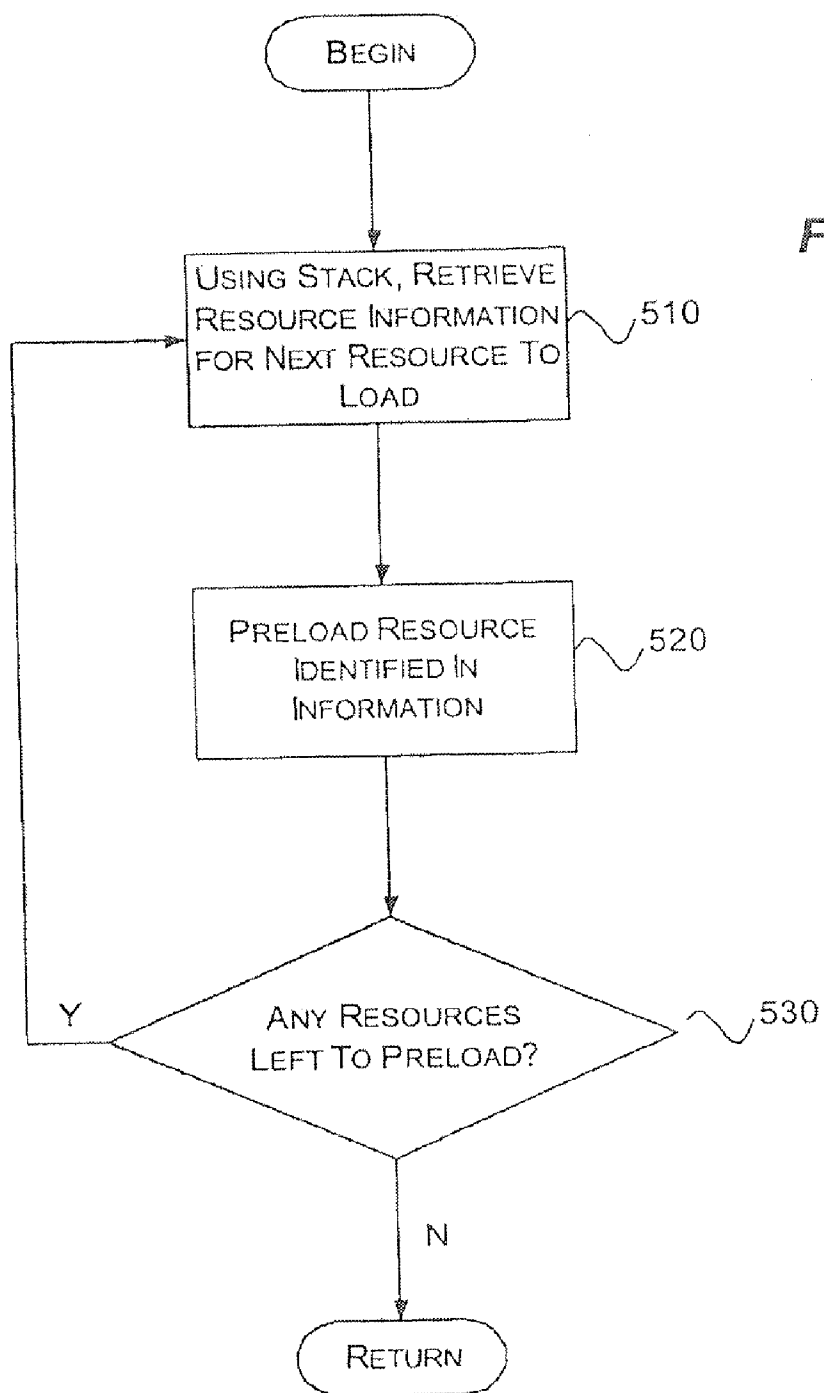 BEGIN
F
USING STACK, RETRIEVE
RESOURCE INFORMATION
FOR NEXT RESOURCE TO
LOAD
510
PRELOAD RESOURCE
IDENTIFIED IN
INFORMATION
520
Y
ANY RESOURCES
LEFT TO PRELOAD?
530
N
RETURN